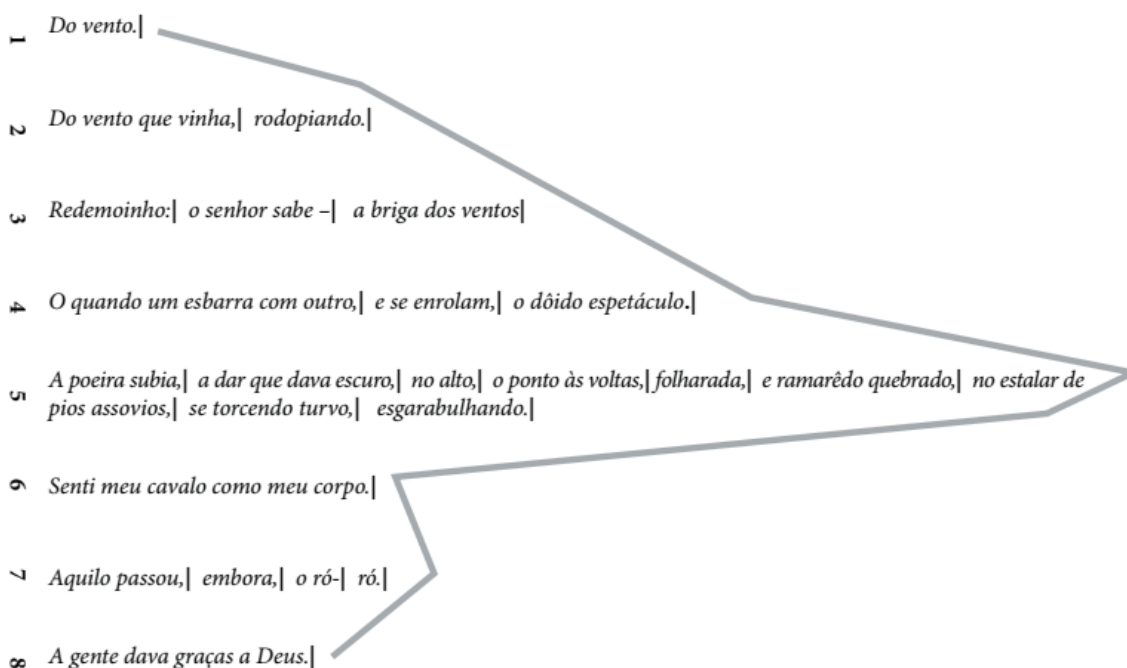 1 Do vento.|
2 Do vento que vinha,| rodopiando.|
3 Redemoinho:| o senhor sabe –| a briga dos ventos|
4 O quando um esbarra com outro,| e se enrolam,| o dôido espetáculo.|
5 A poeira subia,| a dar que dava escuro,| no alto,| o ponto às voltas,| folharada,| e ramarêdo quebrado,| no estalar de
pios assovios,| se torcendo turvo,| esgarabulhando.|
6 Senti meu cavalo como meu corpo.|
7 Aquilo passou,| embora,| o ró-| ró.|
8 A gente dava graças a Deus.|